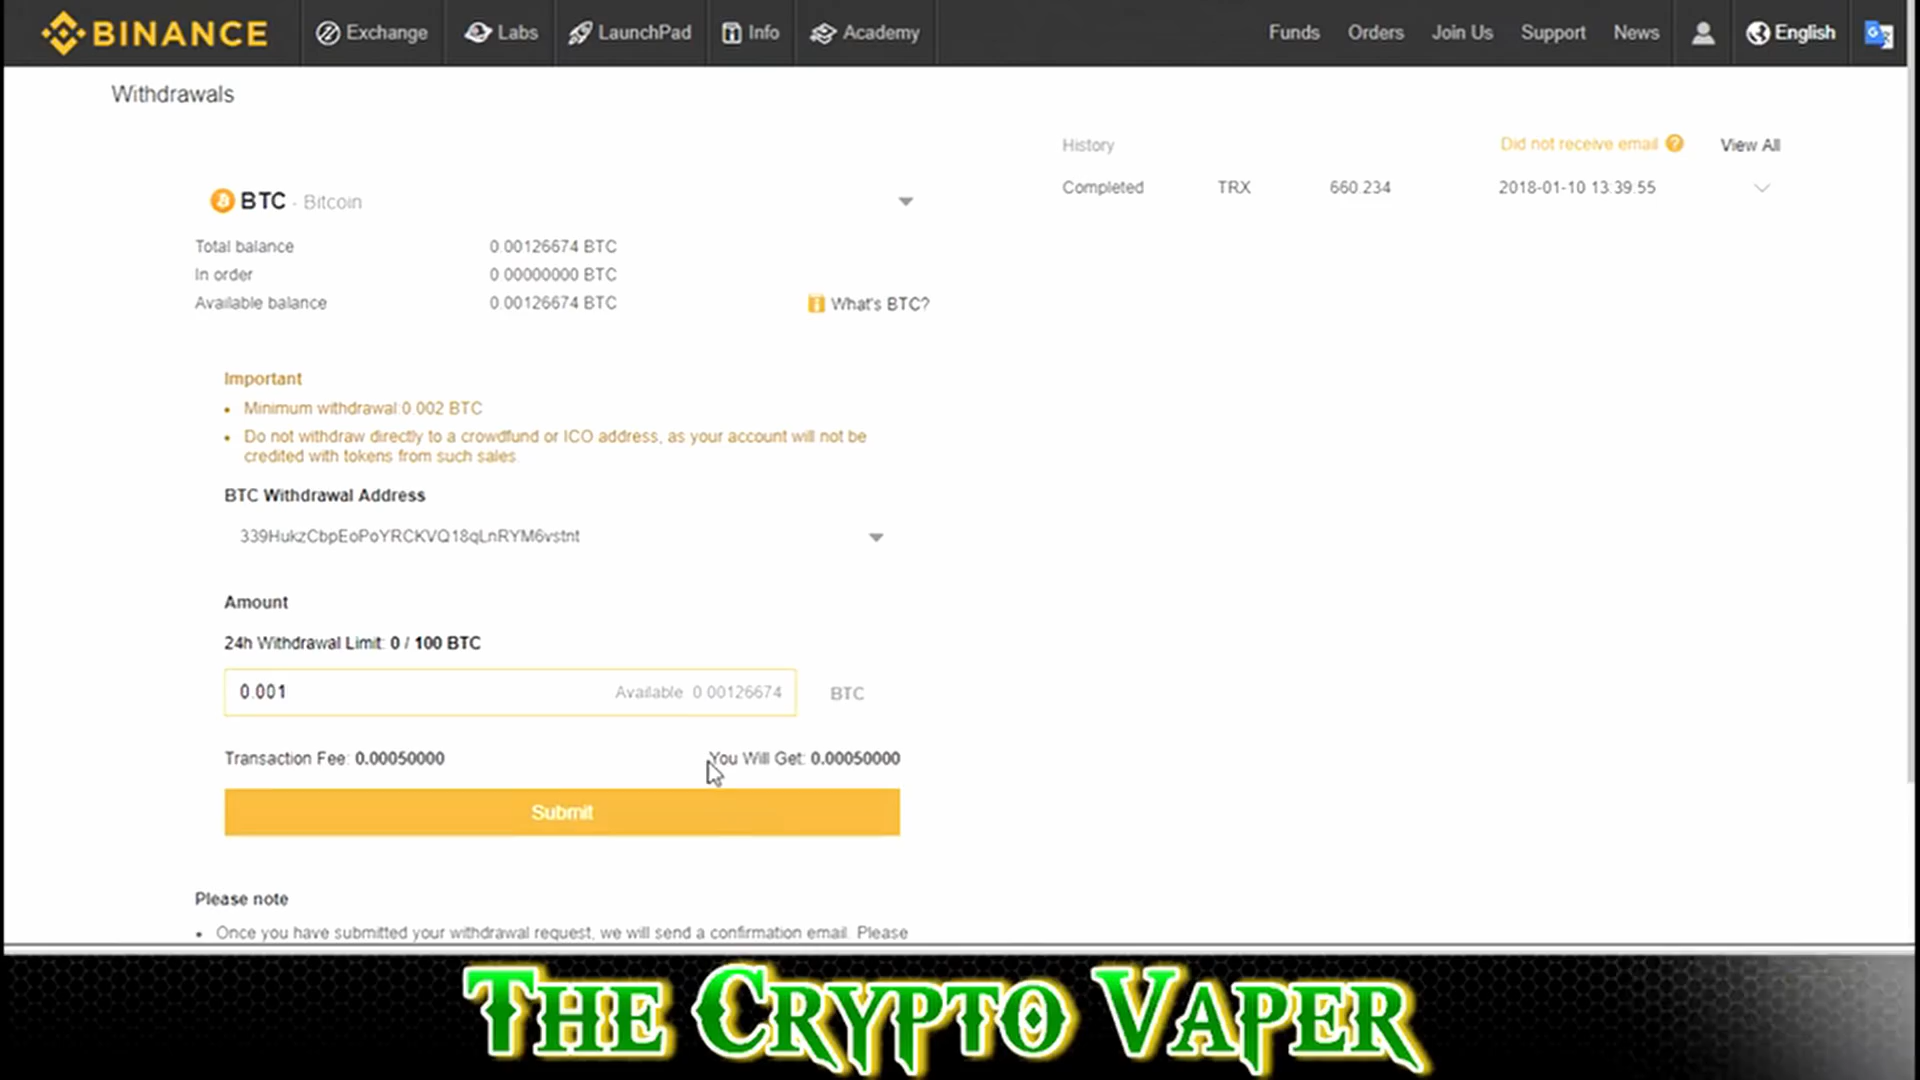 BINANCE Exchange Labs LaunchPad Info Academy Funds Orders Join Us Support News English
Withdrawals
History Did not receive email ? View All
Completed TRX 660.234 2018-01-10 13:39:55
BTC - Bitcoin
Total balance 0.00126674 BTC
In order 0.00000000 BTC
Available balance 0.00126674 BTC
What's BTC?
Important
• Minimum withdrawal:0.002 BTC
• Do not withdraw directly to a crowdfund or ICO address, as your account will not be
credited with tokens from such sales.
BTC Withdrawal Address
339HukzCbpEoPoYRCKVQ18qLnRYM6vstnt
Amount
24h Withdrawal Limit: 0 / 100 BTC
0.001 Available 0.00126674 BTC
Transaction Fee: 0.00050000 You Will Get: 0.00050000
Submit
Please note
• Once you have submitted your withdrawal request, we will send a confirmation email. Please
The Crypto Vaper